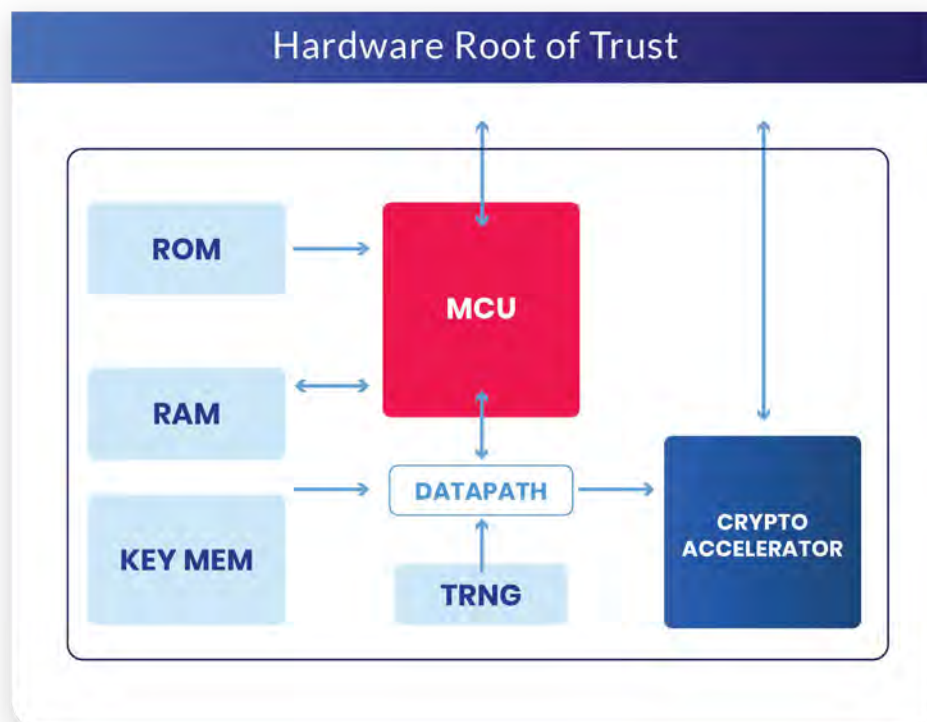 Hardware Root of Trust
ROM
MCU
RAM
DATAPATH
KEY MEM
TRNG
CRYPTO
ACCELERATOR